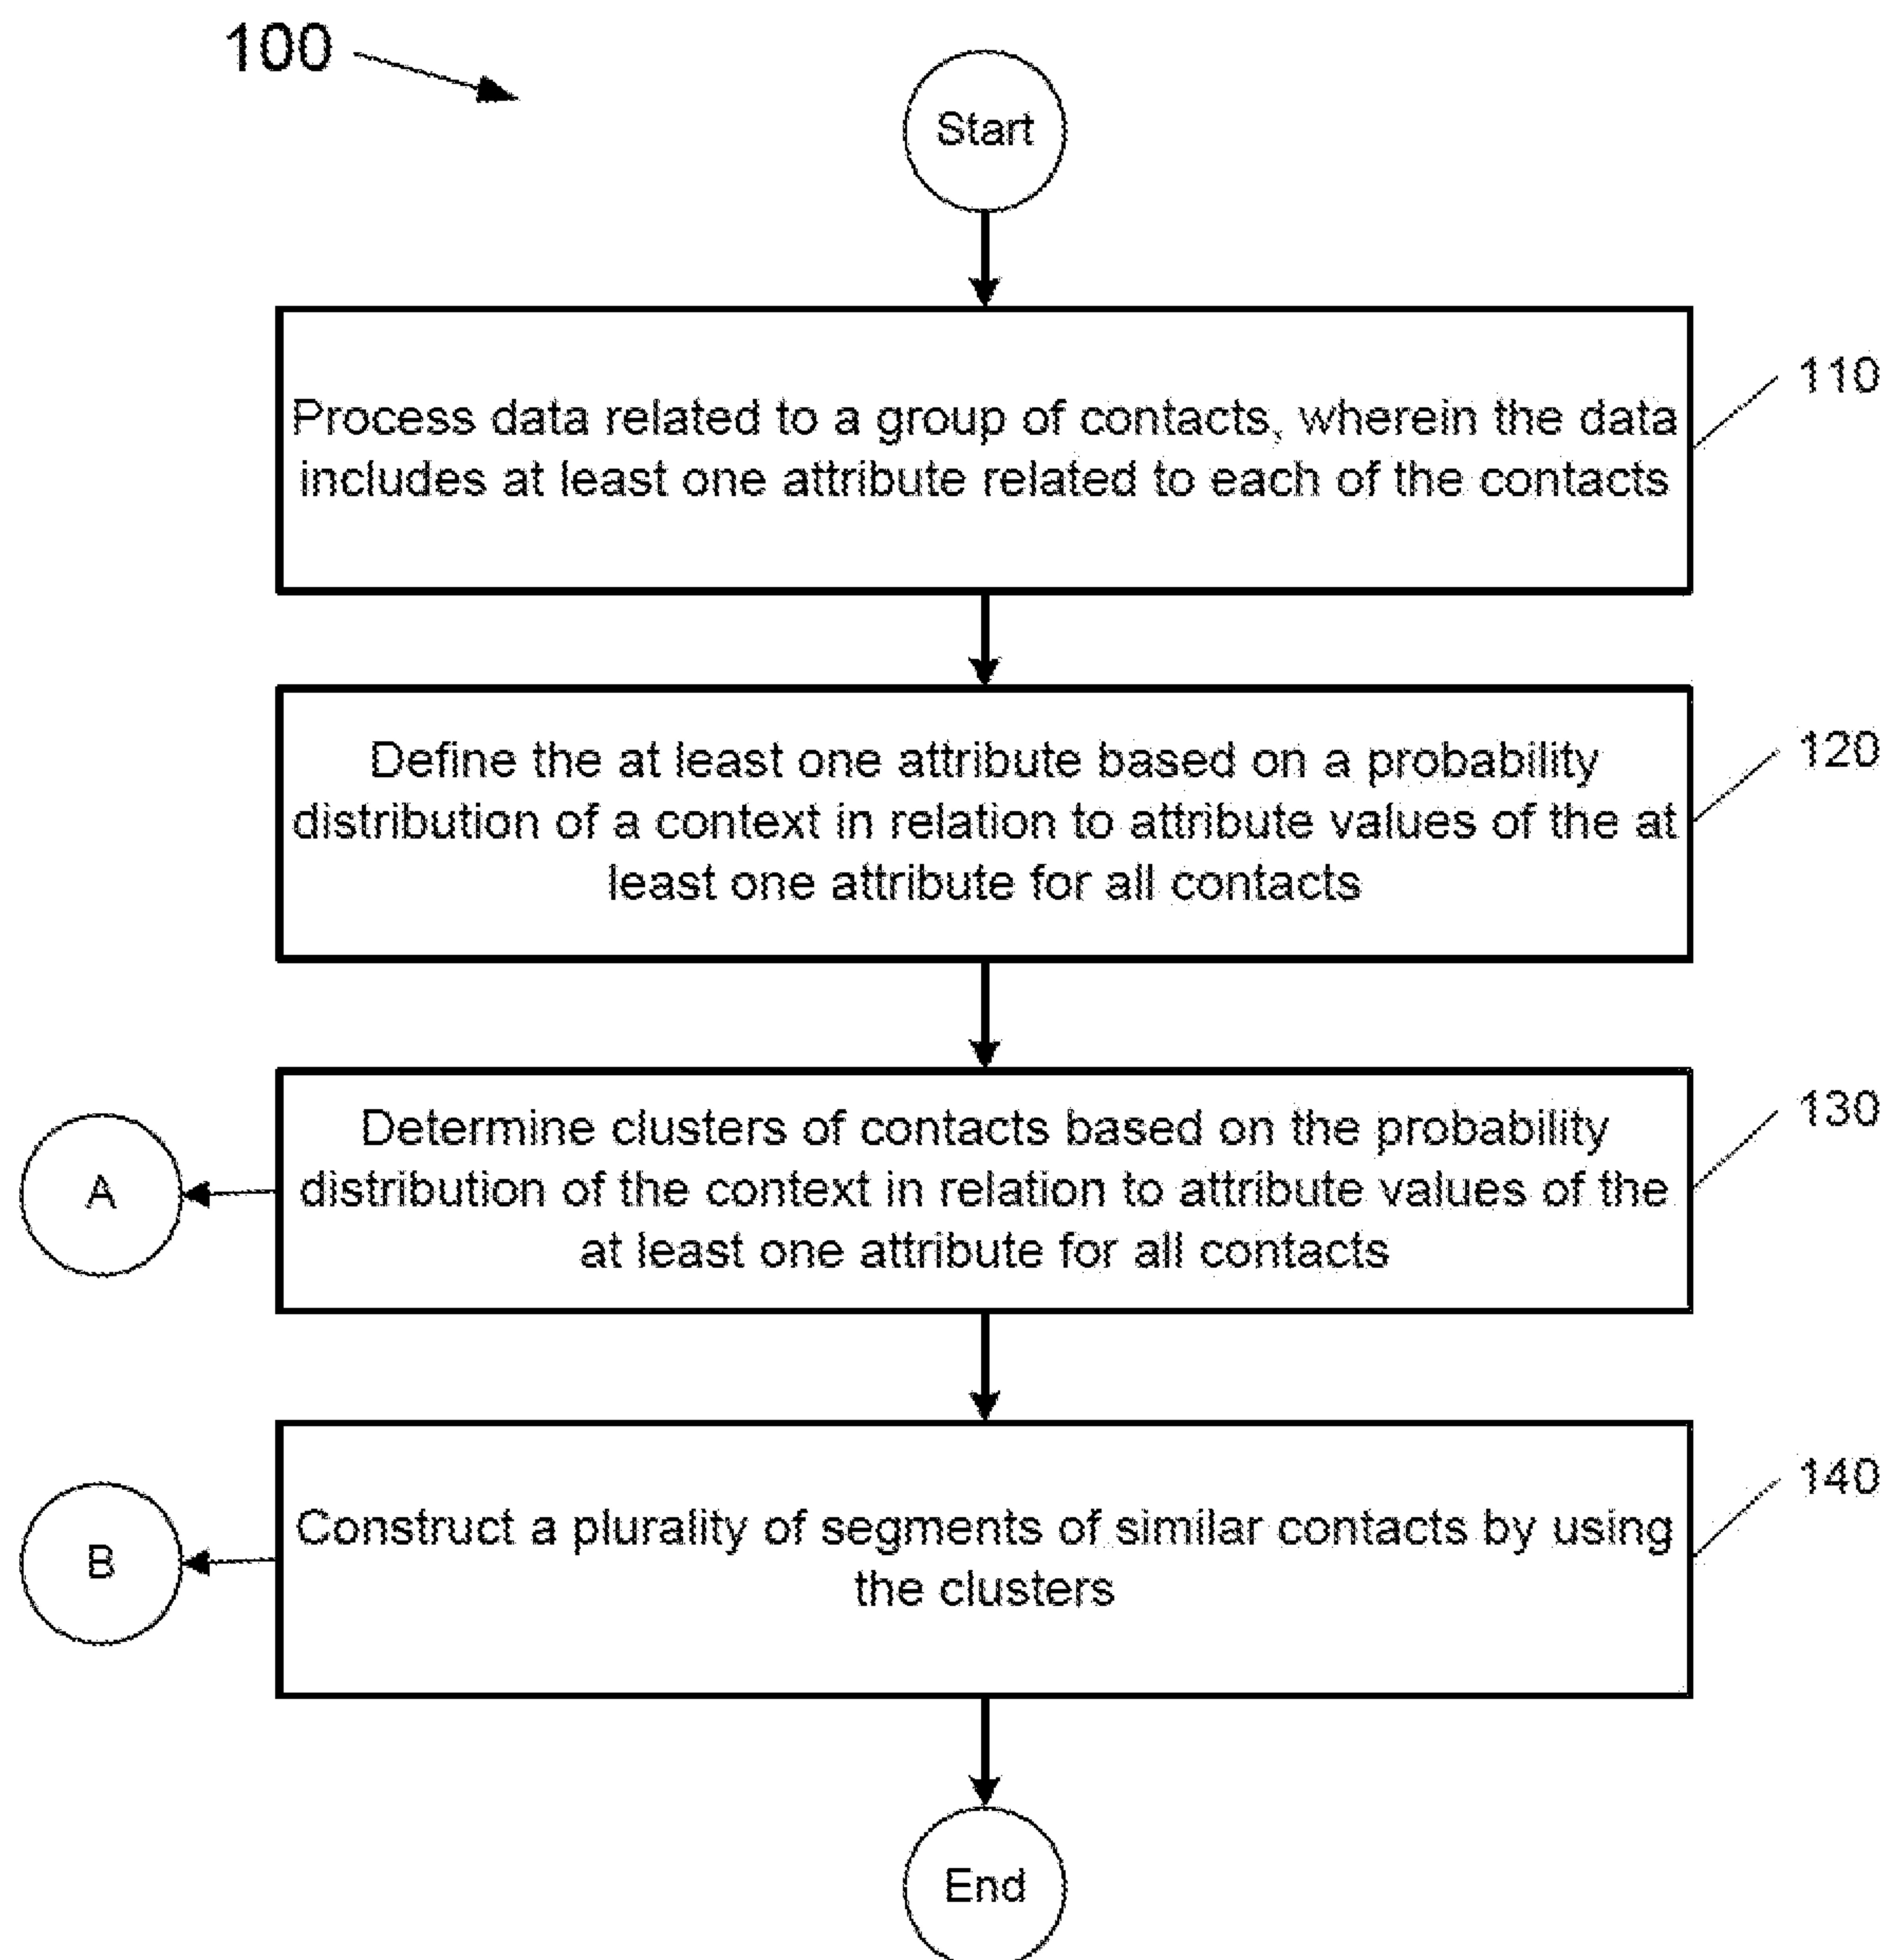 100
Start
Process data related to a group of contacts, wherein the data
includes at least one attribute related to each of the contacts
110
Define the at least one attribute based on a probability
distribution of a context in relation to attribute values of the at
least one attribute for all contacts
120
Determine clusters of contacts based on the probability
distribution of the context in relation to attribute values of the
at least one attribute for all contacts
130
A
Construct a plurality of segments of similar contacts by using
the clusters
140
B
End